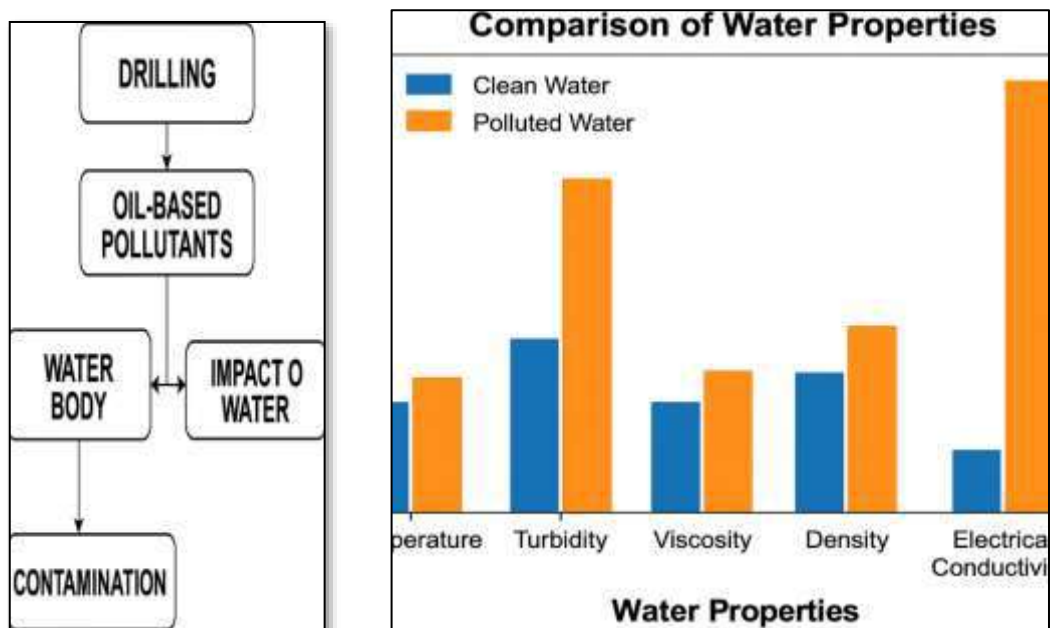 DRILLING
OIL-BASED
POLLUTANTS
WATER
BODY
IMPACT O
WATER
CONTAMINATION
Comparison of Water Properties
Clean Water
Polluted Water
perature
Turbidity
Viscosity
Density
Electrica
Conductivi
Water Properties